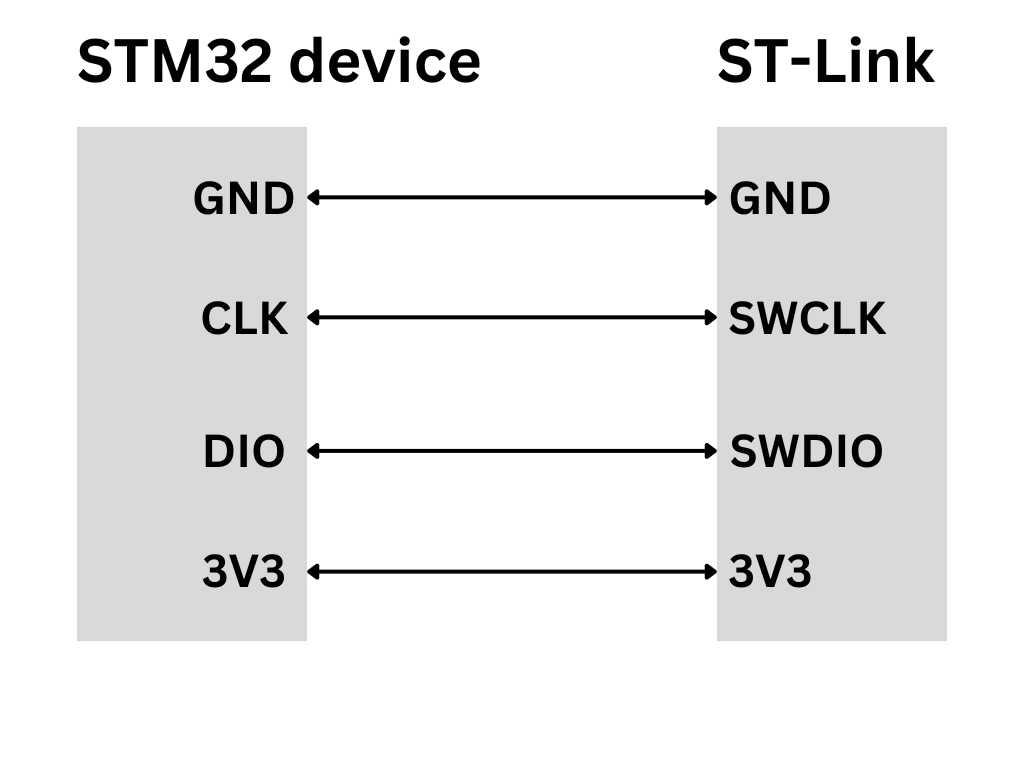 STM32 device ST-Link
GND GND
CLK SWCLK
DIO SWDIO
3V3 3V3